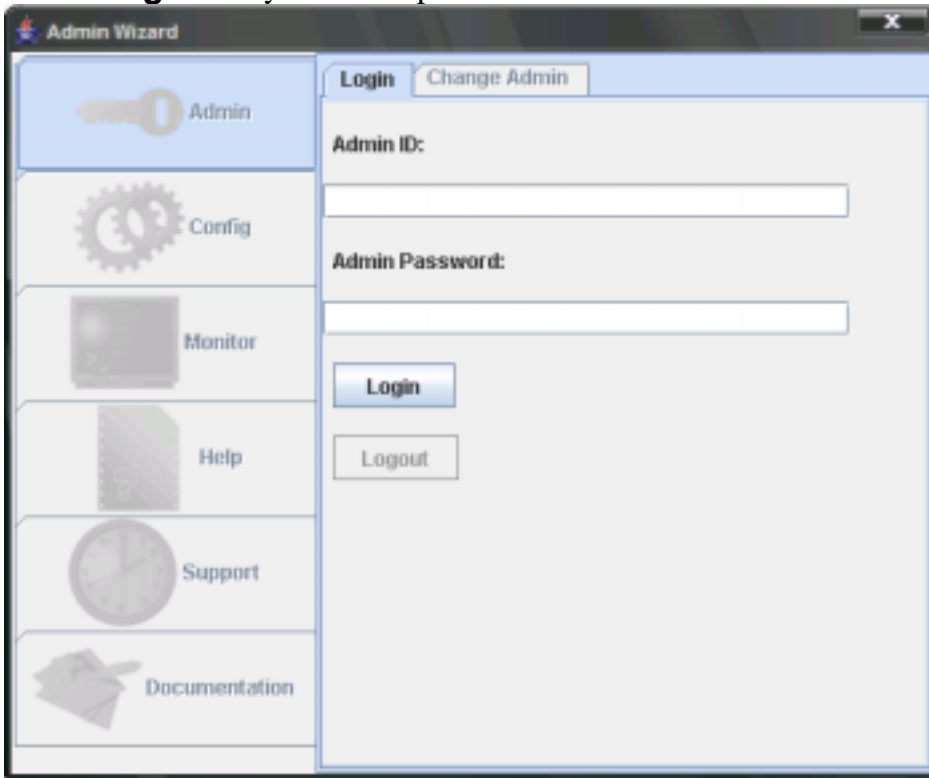 Admin Wizard
Admin
Config
Monitor
Help
Support
Documentation
Login
Change Admin
Admin ID:
Admin Password:
Login
Logout